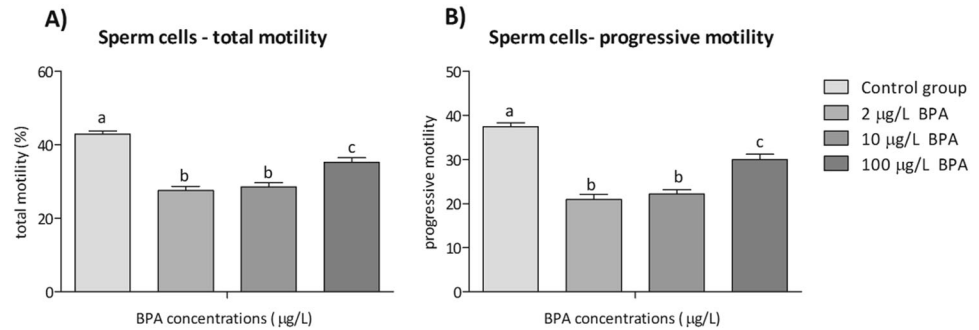 A)
Sperm cells - total motility
total motility (%)
60
40
20
0
a
b
b
c
BPA concentrations ( μg/L)
B)
Sperm cells- progressive motility
progressive motility
50
40
30
20
10
0
a
b
b
c
BPA concentrations ( μg/L)
Control group
2 μg/L BPA
10 μg/L BPA
100 μg/L BPA